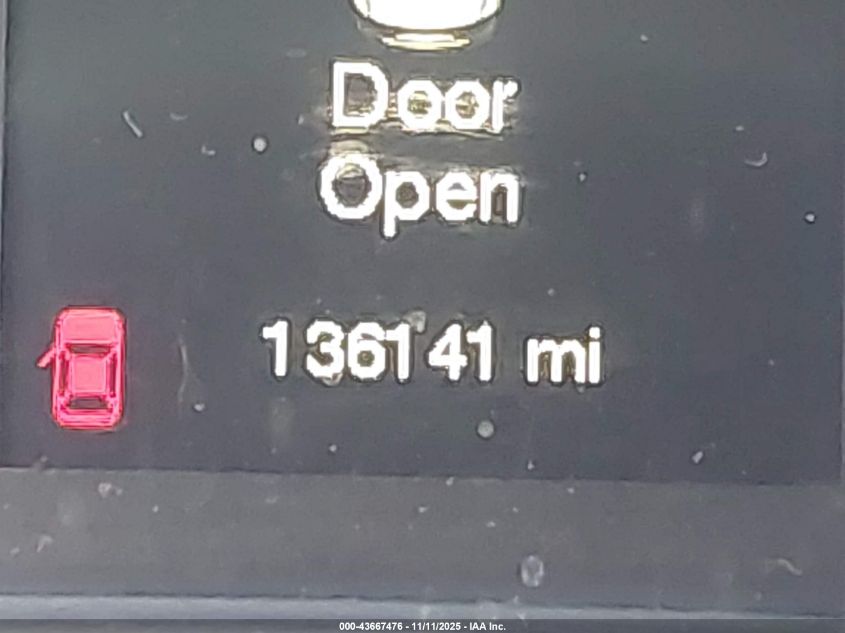 Door
Open
136141 mi
000-43667476 - 11/11/2025 - IAA Inc.